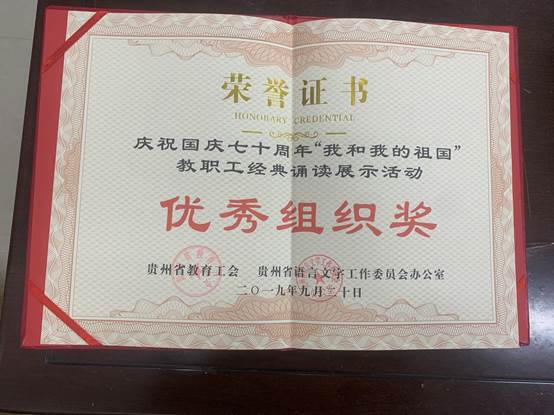 荣誉证书
HONORARY CREDENTIAL
庆祝国庆七十周年“我和我的祖国”
教职工经典诵读展示活动
优秀组织奖
贵州省教育工会 贵州省语言文字工作委员会办公室
二〇一九年九月二十日